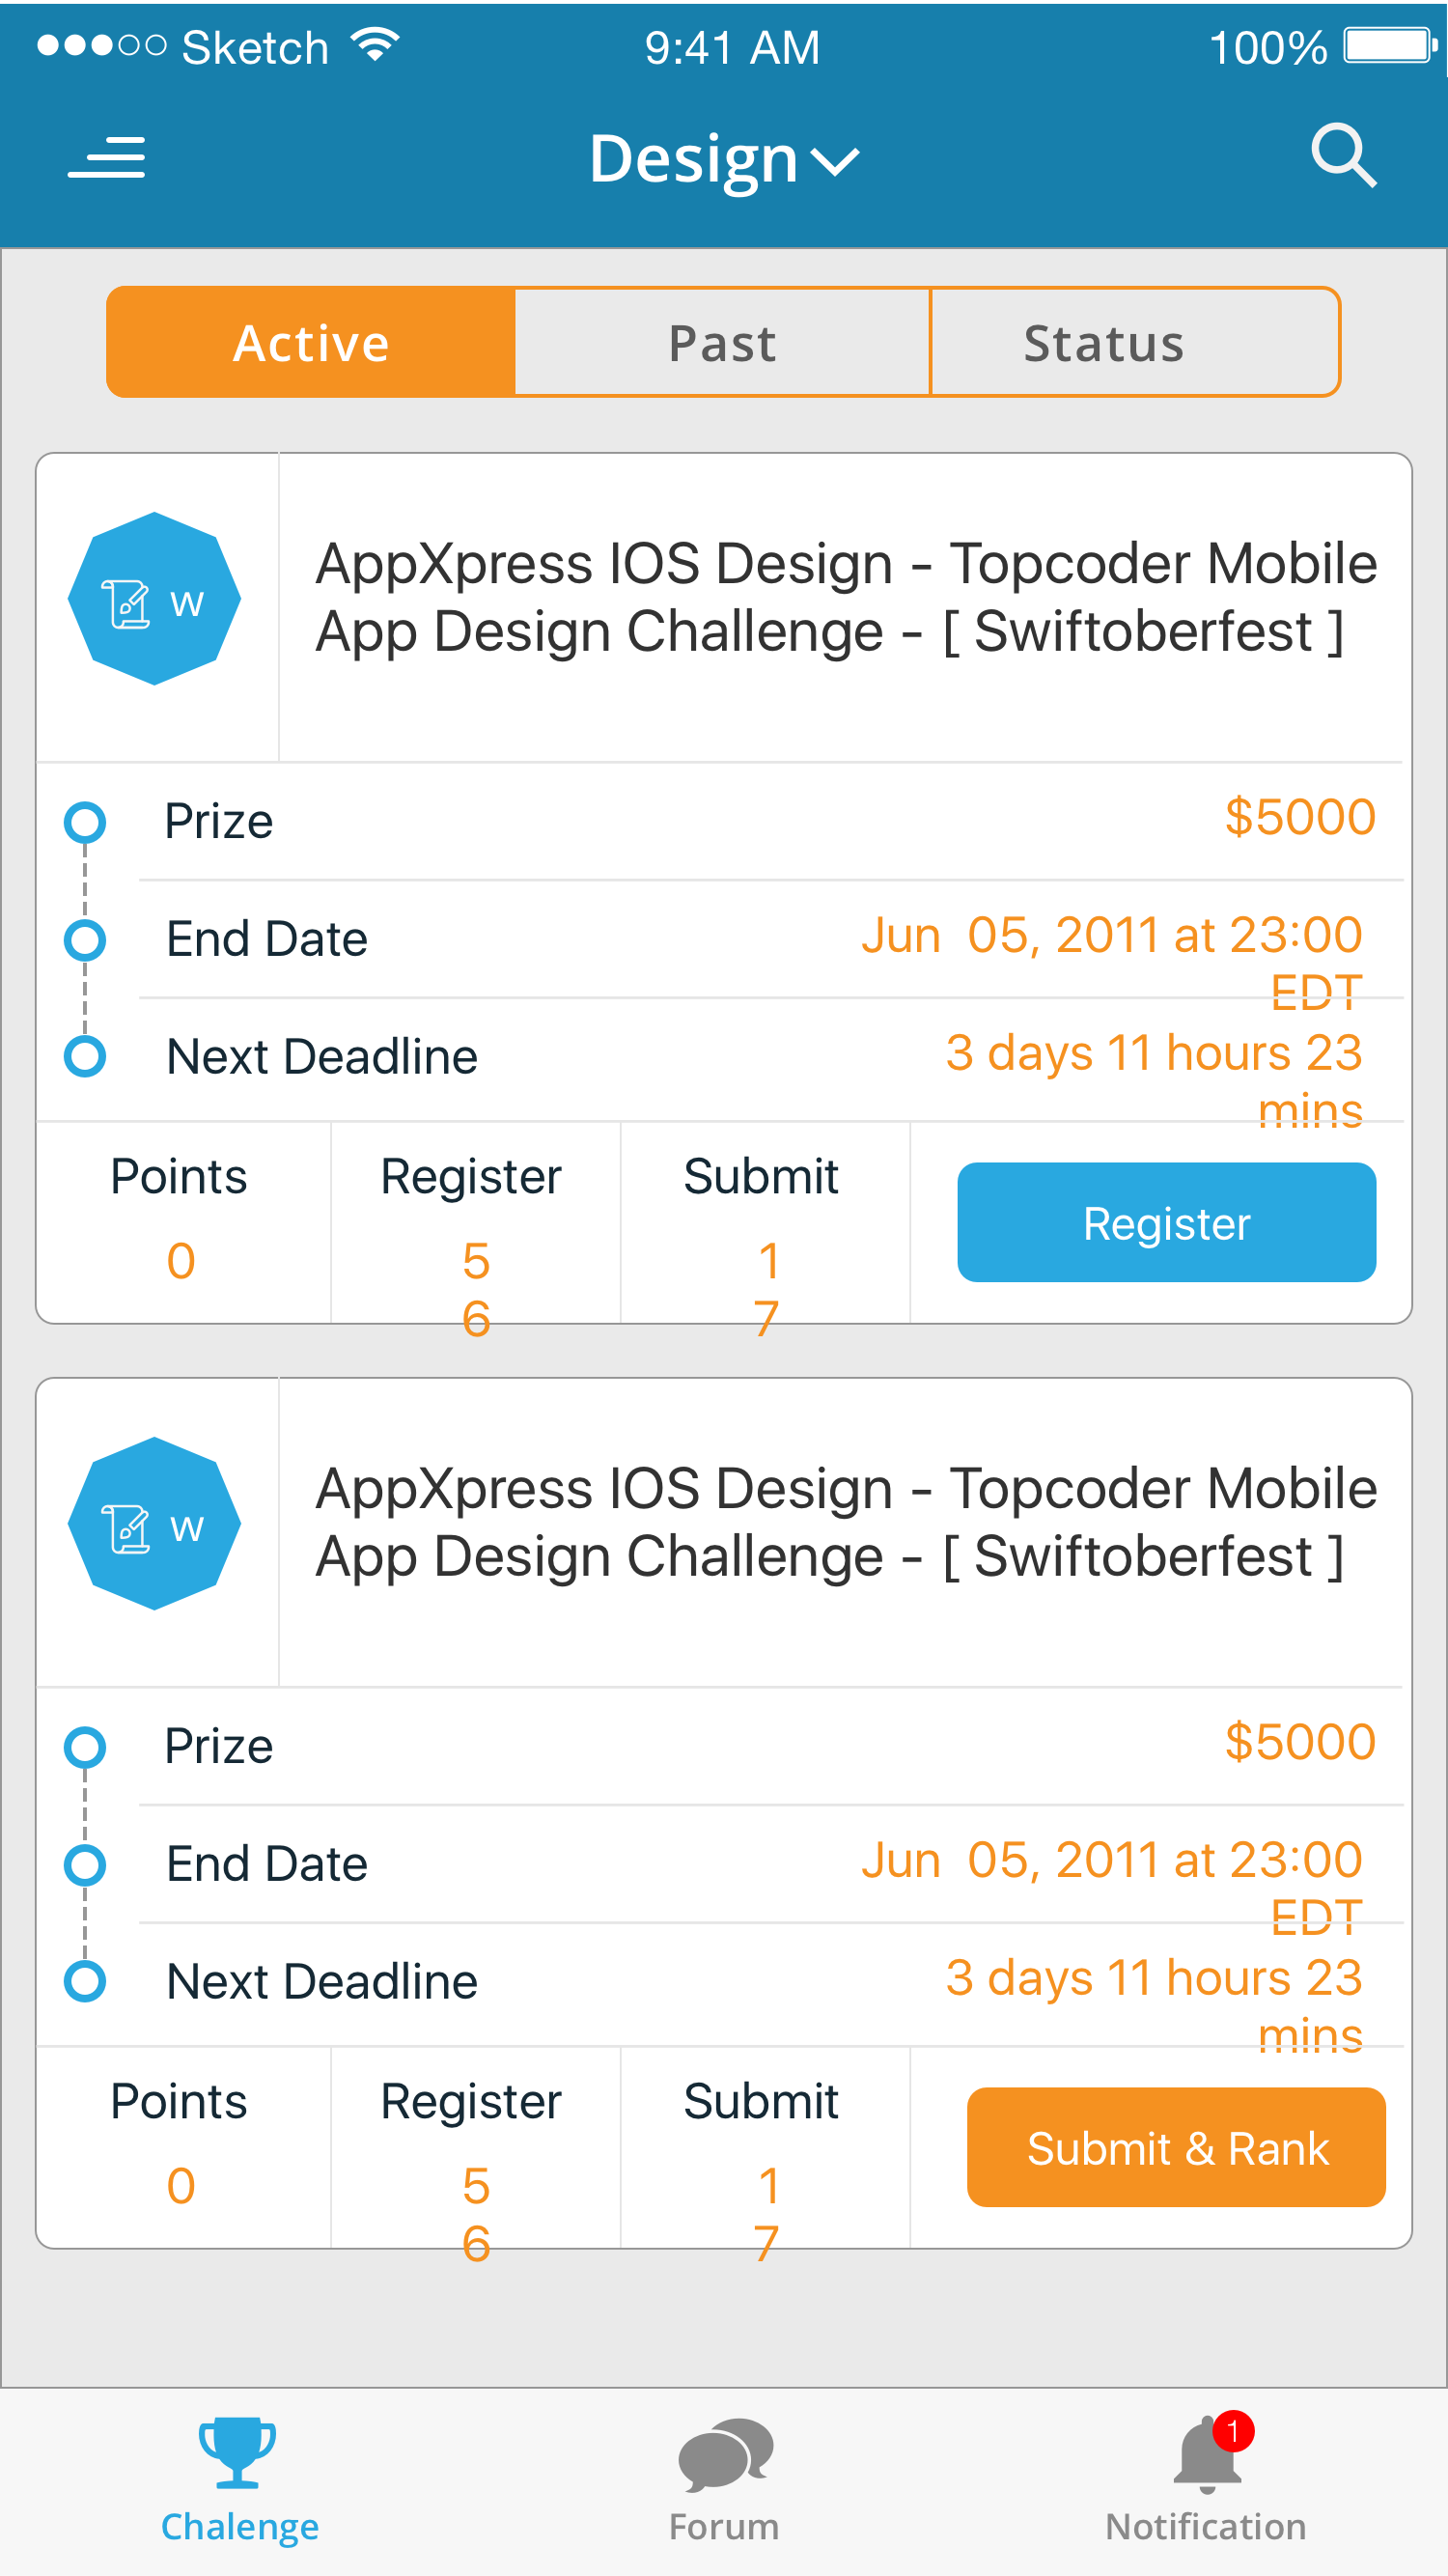 Sketch 9:41 AM 100%
Design
Active Past Status
W
AppXpress IOS Design - Topcoder Mobile
App Design Challenge - [ Swiftoberfest ]
Prize $5000
End Date Jun 05, 2011 at 23:00
EDT
Next Deadline 3 days 11 hours 23
mins
Points Register Submit
Register
0 5 1
6 7
W
AppXpress IOS Design - Topcoder Mobile
App Design Challenge - [ Swiftoberfest ]
Prize $5000
End Date Jun 05, 2011 at 23:00
EDT
Next Deadline 3 days 11 hours 23
mins
Points Register Submit
Submit & Rank
0 5 1
6 7
1
Chalenge Forum Notification